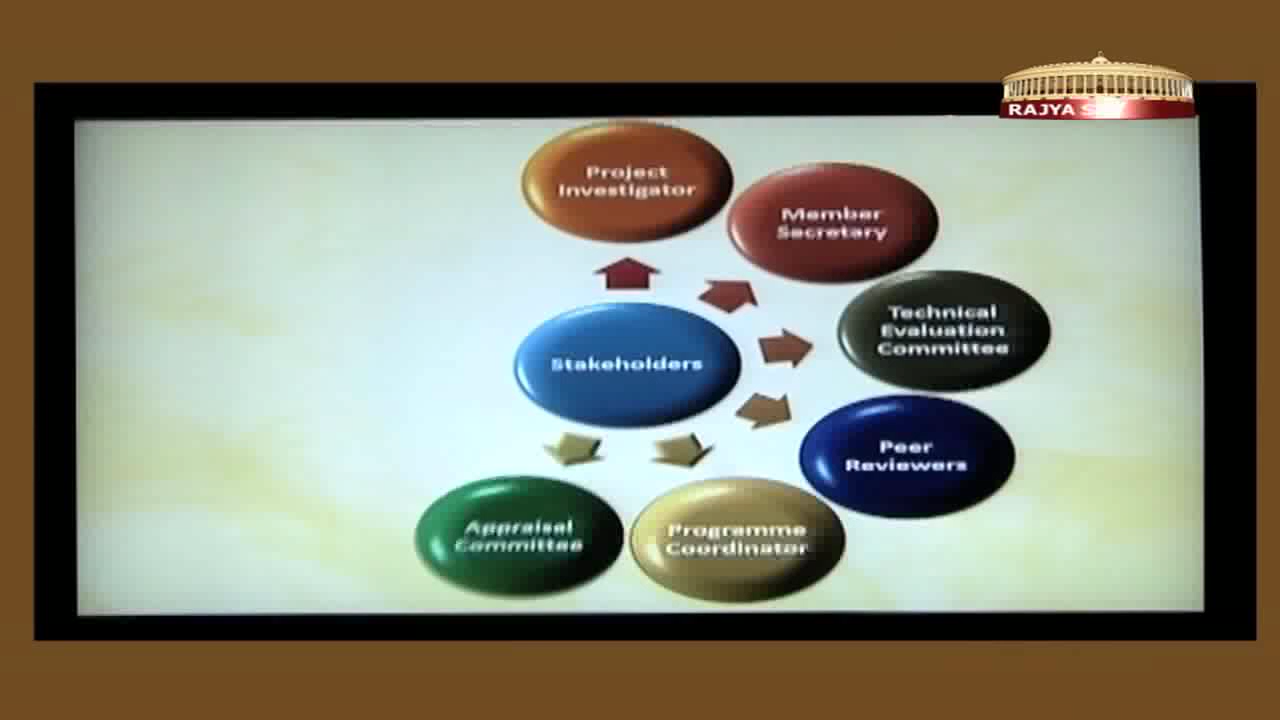 RAJYA
Project
Investigator
Member
Secretary
Technical
Evaluation
Committee
Stakeholders
Peer
Reviewers
Appraisal
Committee
Programme
Coordinator